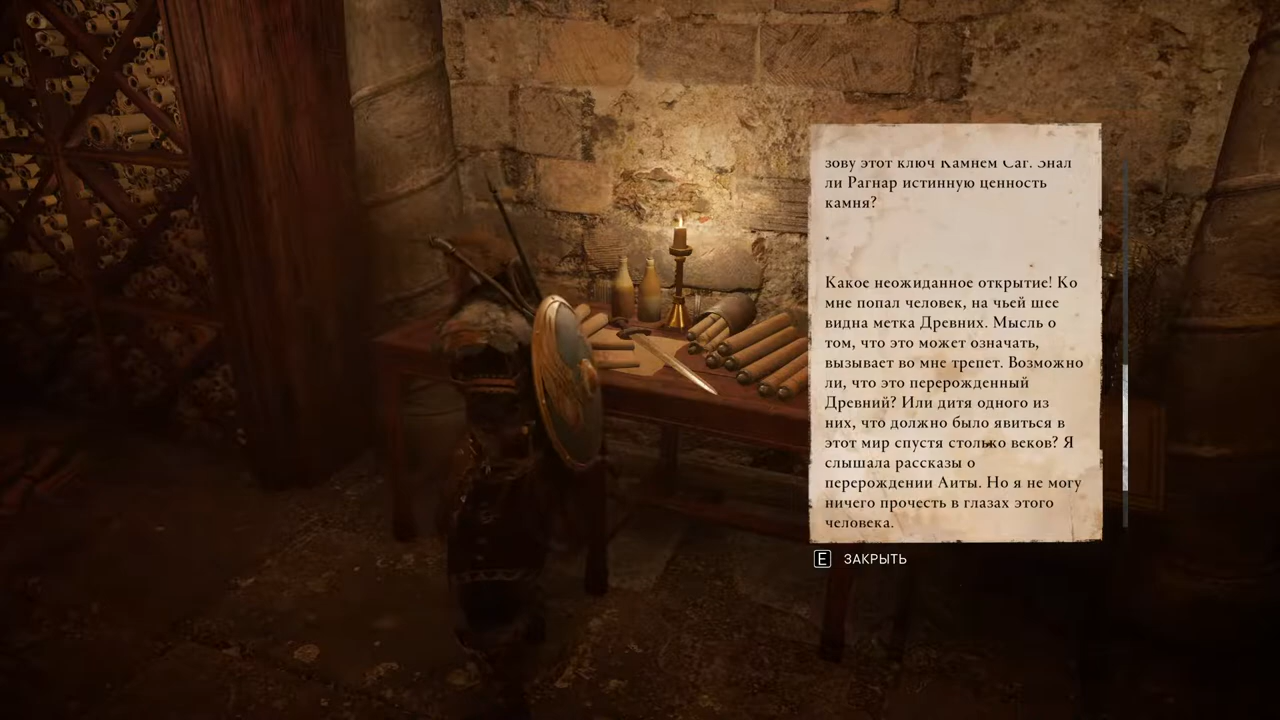 зову этот ключ Камнем Саг. Знал
ли Рагнар истинную ценность
камня?
Какое неожиданное открытие! Ко
мне попал человек, на чьей шее
видна метка Древних. Мысль о
том, что это может означать,
вызывает во мне трепет. Возможно
ли, что это перерожденный
Древний? Или дитя одного из
них, что должно было явиться в
этот мир спустя столько веков? Я
слышала рассказы о
перерождении Аиты. Но я не могу
ничего прочесть в глазах этого
человека.
E ЗАКРЫТЬ